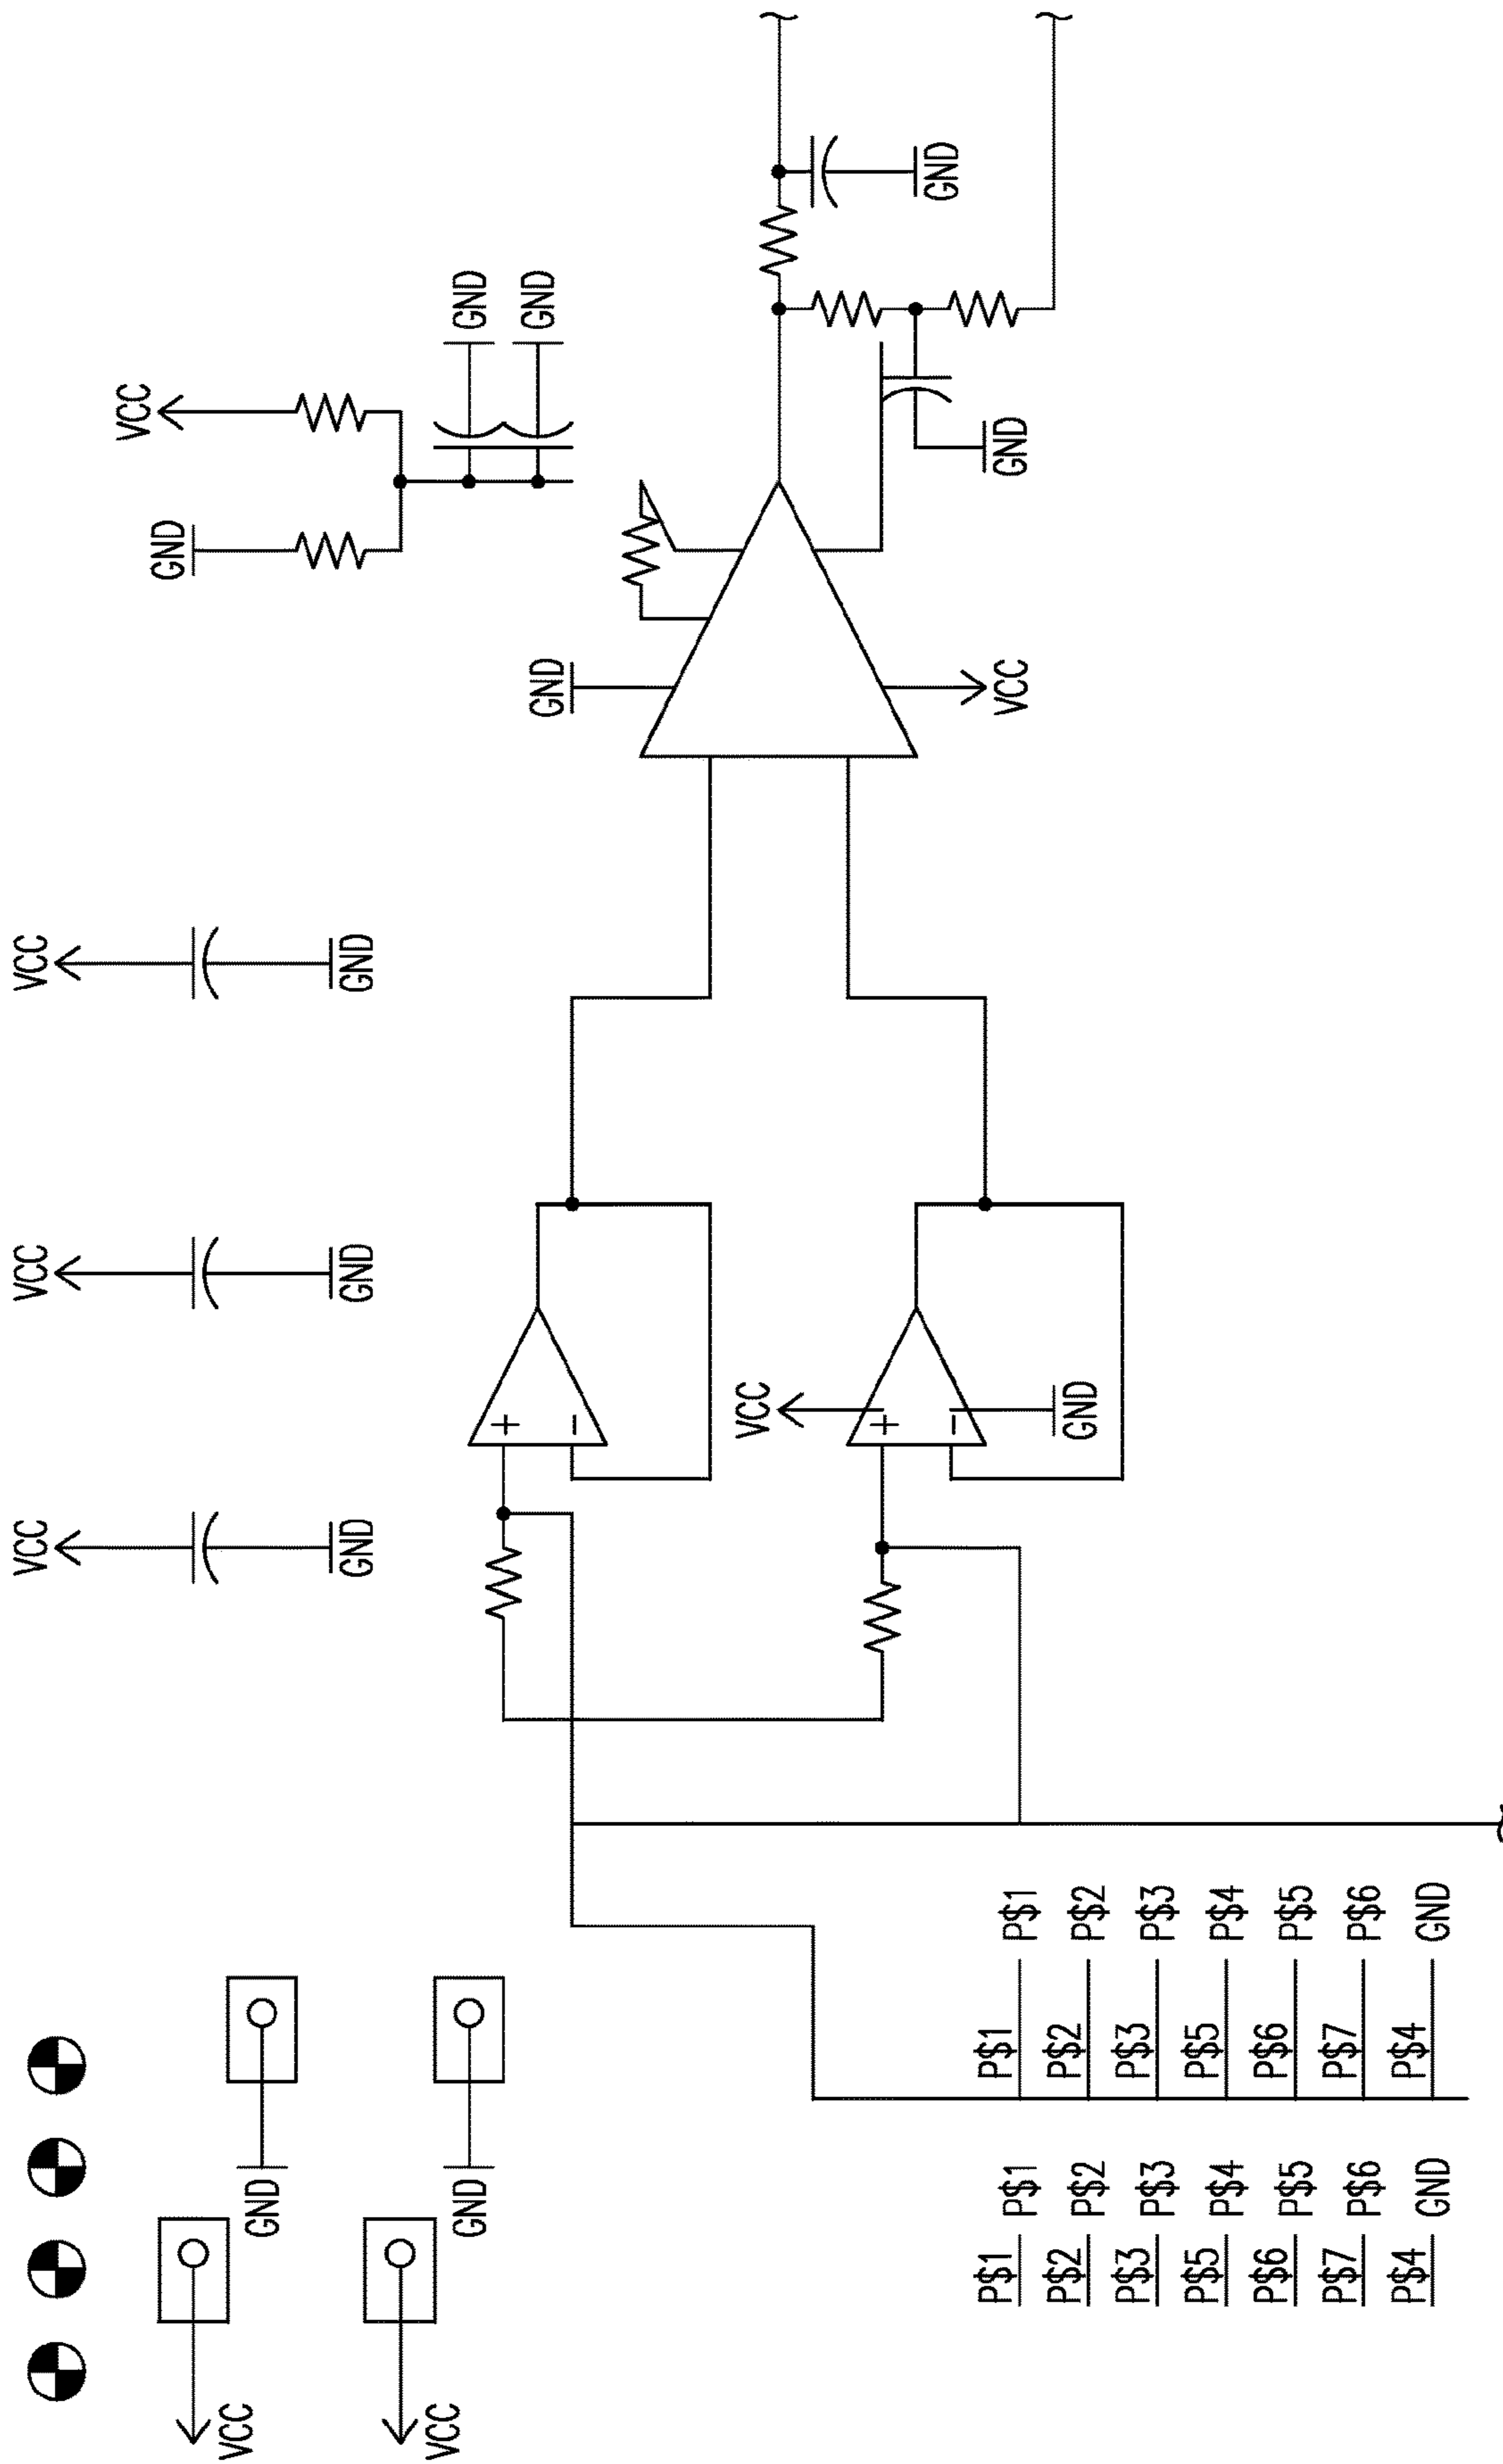 VCC VCC VCC
VCC
GND
VCC
GND
GND GND GND
VCC
GND GND
+
GND
GND
-
VCC
+
GND
-
P$1 P$1 P$1 P$1 VCC GND
P$2 P$2 P$2 P$2 GND
P$3 P$3 P$3 P$3
P$5 P$4 P$5 P$4
P$6 P$5 P$6 P$5
P$7 P$6 P$7 P$6
P$4 GND P$4 GND